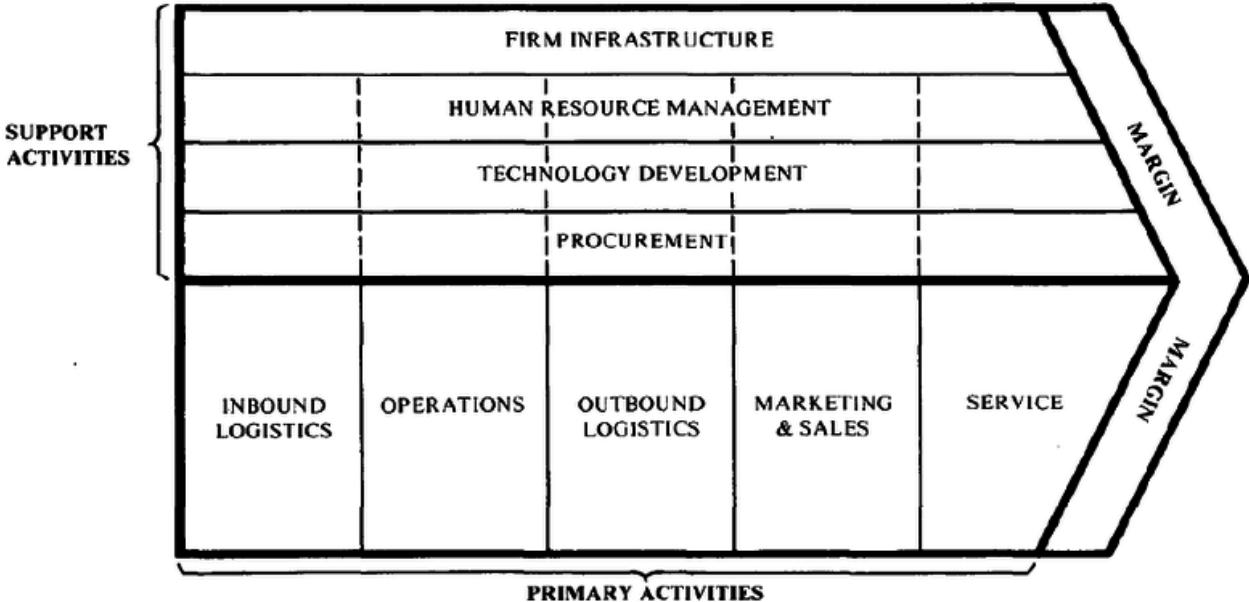 FIRM INFRASTRUCTURE
HUMAN RESOURCE MANAGEMENT
SUPPORT
ACTIVITIES
TECHNOLOGY DEVELOPMENT
PROCUREMENT
MARGIN
MARGIN
INBOUND
LOGISTICS
OPERATIONS
OUTBOUND
LOGISTICS
MARKETING
& SALES
SERVICE
PRIMARY ACTIVITIES